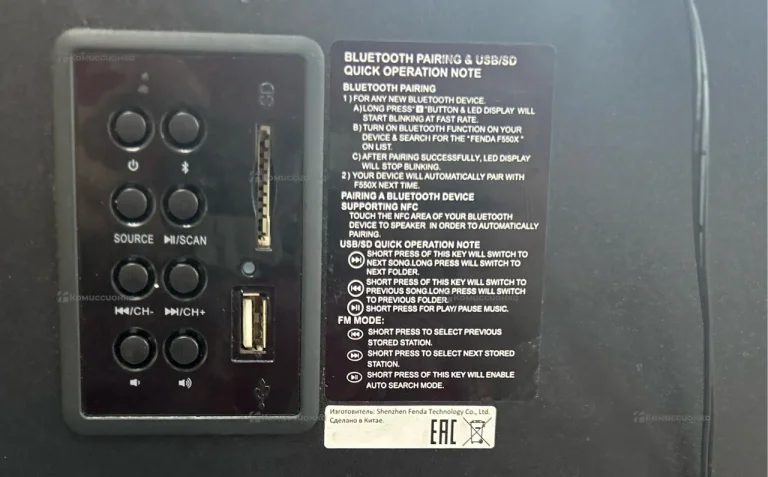 SD
SOURCE
⏯/SCAN
⏮/CH-
⏭/CH+
BLUETOOTH PAIRING & USB/SD
QUICK OPERATION NOTE
BLUETOOTH PAIRING
1) FOR ANY NEW BLUETOOTH DEVICE.
A)LONG PRESS" "BUTTON & LED DISPLAY WILL
START BLINKING AT FAST RATE.
B) TURN ON BLUETOOTH FUNCTION ON YOUR
DEVICE & SEARCH FOR THE "FENDA F550X "
ON LIST.
C) AFTER PAIRING SUCCESSFULLY, LED DISPLAY
WILL STOP BLINKING.
2) YOUR DEVICE WILL AUTOMATICALLY PAIR WITH
F550X NEXT TIME.
PAIRING A BLUETOOTH DEVICE
SUPPORTING NFC
TOUCH THE NFC AREA OF YOUR BLUETOOTH
DEVICE TO SPEAKER IN ORDER TO AUTOMATICALLY
PAIRING.
USB/SD QUICK OPERATION NOTE
SHORT PRESS OF THIS KEY WILL SWITCH TO
NEXT SONG.LONG PRESS WILL SWITCH TO
NEXT FOLDER.
SHORT PRESS OF THIS KEY WILL SWITCH TO
PREVIOUS SONG.LONG PRESS WILL SWITCH
TO PREVIOUS FOLDER.
SHORT PRESS FOR PLAY/ PAUSE MUSIC.
FM MODE:
SHORT PRESS TO SELECT PREVIOUS
STORED STATION.
SHORT PRESS TO SELECT NEXT STORED
STATION.
SHORT PRESS OF THIS KEY WILL ENABLE
AUTO SEARCH MODE.
Изготовитель: Shenzhen Fenda Technology Co., Ltd.
Сделано в Китае.
EAC
Комиссионко